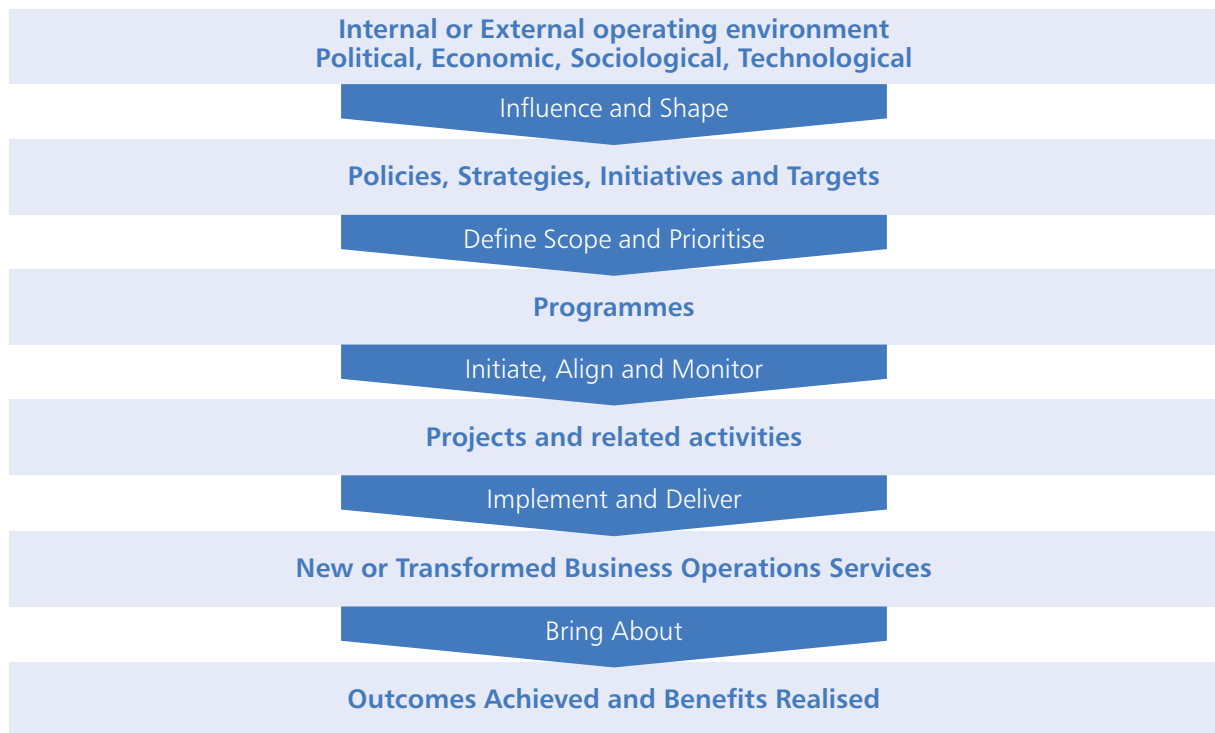 Internal or External operating environment
Political, Economic, Sociological, Technological
Influence and Shape
Policies, Strategies, Initiatives and Targets
Define Scope and Prioritise
Programmes
Initiate, Align and Monitor
Projects and related activities
Implement and Deliver
New or Transformed Business Operations Services
Bring About
Outcomes Achieved and Benefits Realised